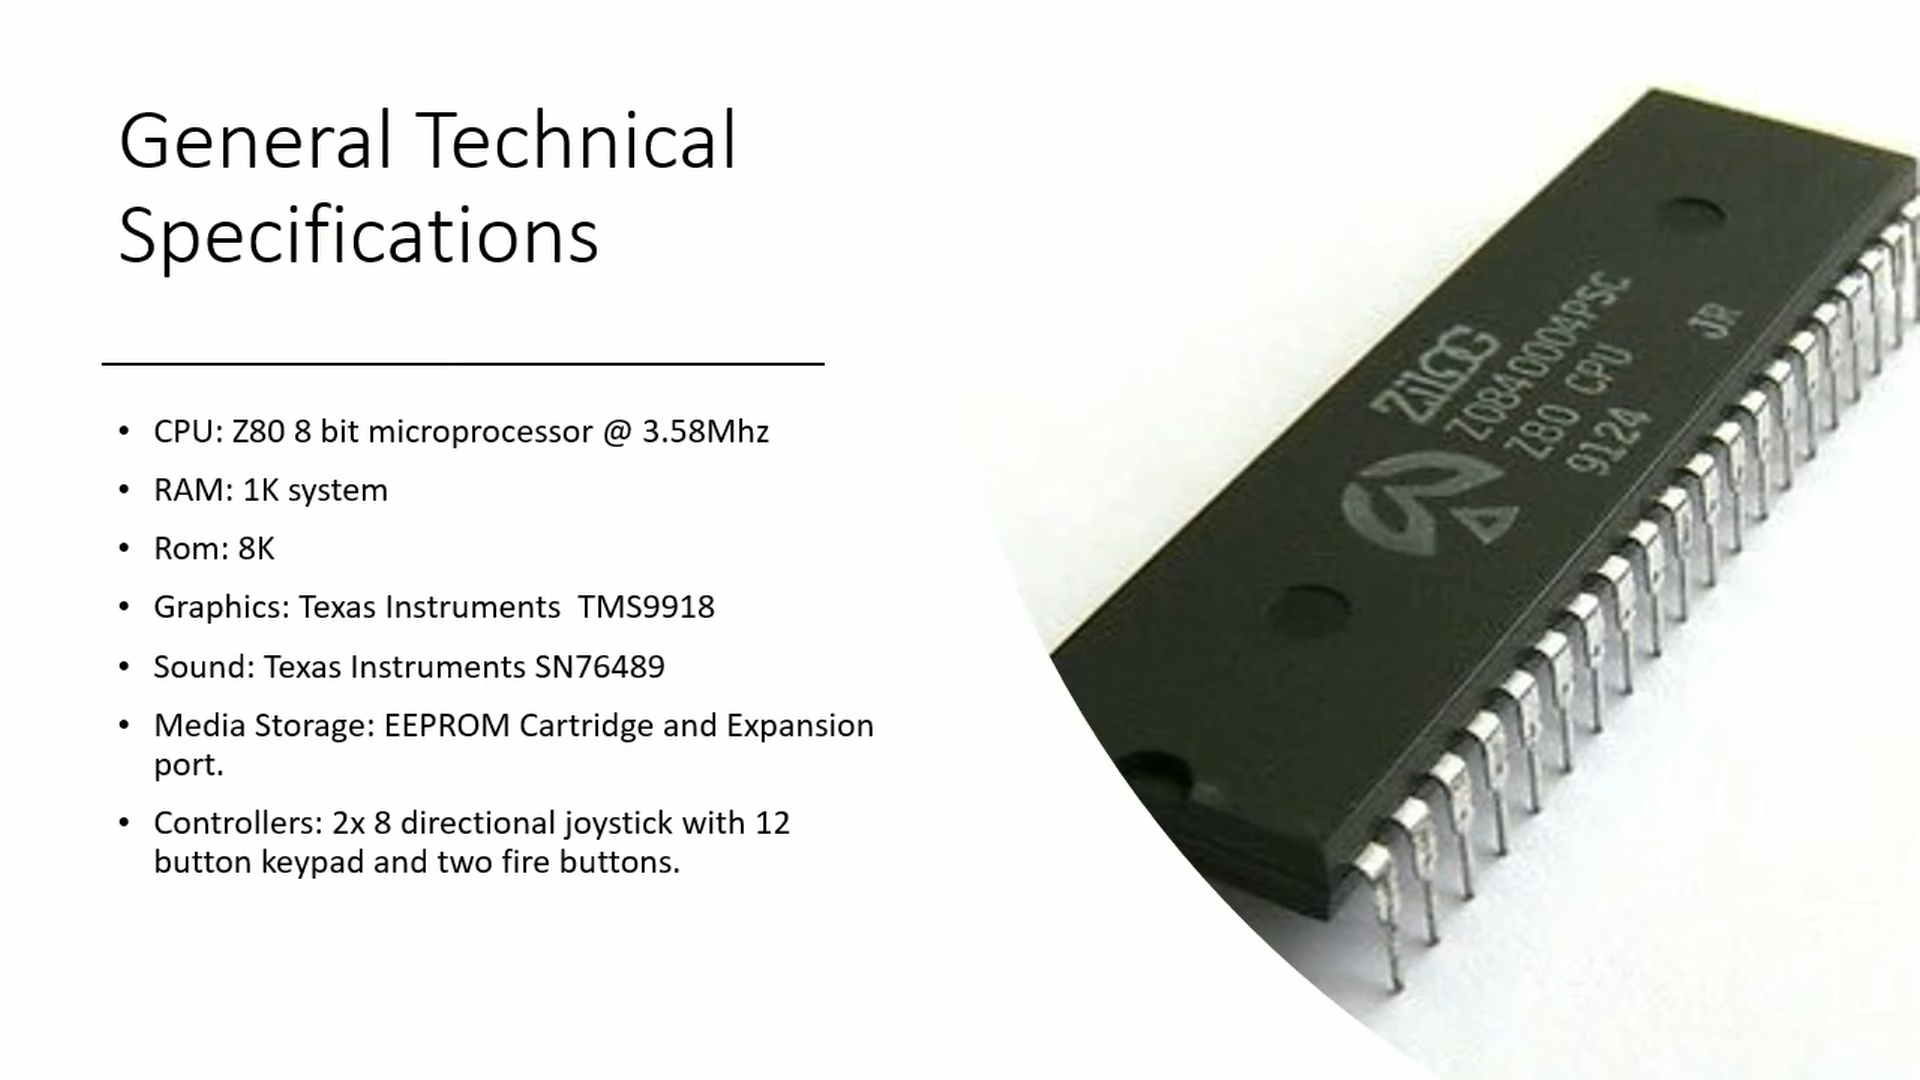 General Technical
Specifications
• CPU: Z80 8 bit microprocessor @ 3.58Mhz
• RAM: 1K system
• Rom: 8K
• Graphics: Texas Instruments  TMS9918
• Sound: Texas Instruments SN76489
• Media Storage: EEPROM Cartridge and Expansion
port.
• Controllers: 2x 8 directional joystick with 12
button keypad and two fire buttons.
ZiLOG
Z0840004PSC
Z80 CPU
9124
JR